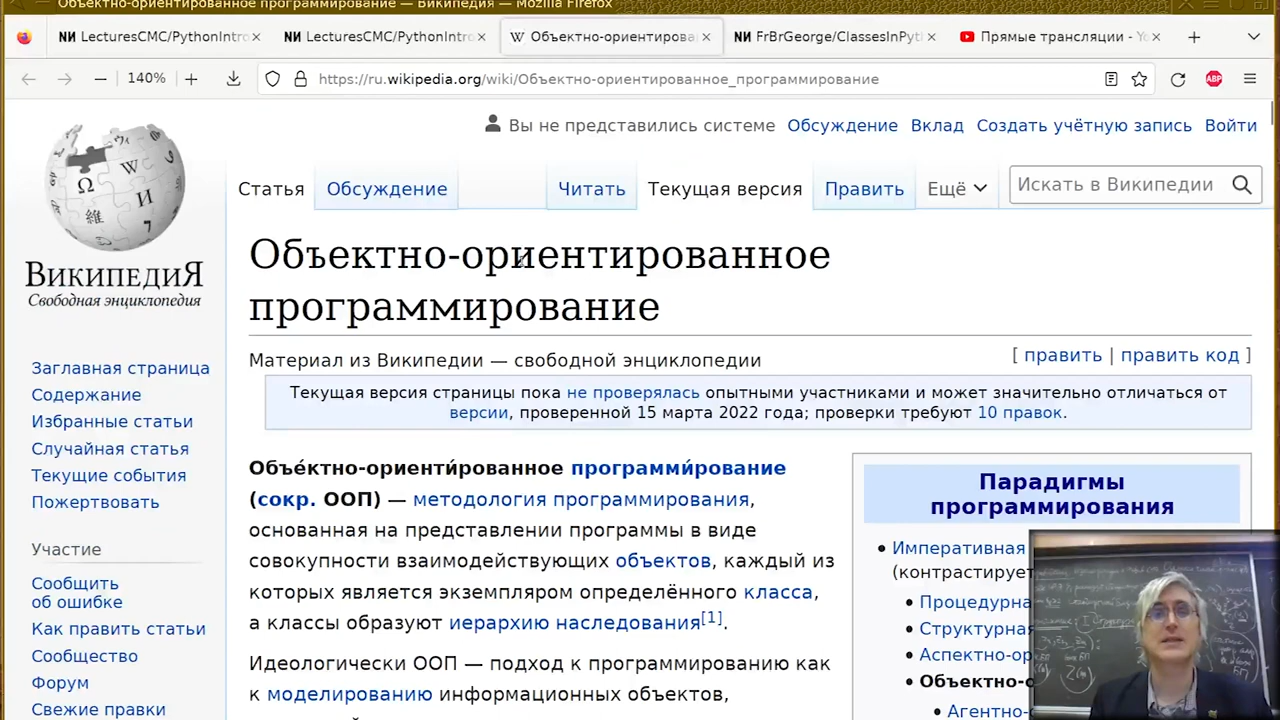 Объектно-ориентированное программирование — Википедия — Mozilla Firefox
LecturesCMC/PythonIntro
LecturesCMC/PythonIntro
Объектно-ориентирова
FrBrGeorge/ClassesInPyt
Прямые трансляции - Yo
140%
https://ru.wikipedia.org/wiki/Объектно-ориентированное_программирование
ABP
Вы не представились системе Обсуждение Вклад Создать учётную запись Войти
Статья Обсуждение Читать Текущая версия Править Ещё Искать в Википедии
ВикипедиЯ
Свободная энциклопедия
Заглавная страница
Содержание
Избранные статьи
Случайная статья
Текущие события
Пожертвовать
Участие
Сообщить
об ошибке
Как править статьи
Сообщество
Форум
Свежие правки
Объектно-ориентированное
программирование
Материал из Википедии — свободной энциклопедии
[ править | править код ]
Текущая версия страницы пока не проверялась опытными участниками и может значительно отличаться от
версии, проверенной 15 марта 2022 года; проверки требуют 10 правок.
Объе́ктно-ориенти́рованное программи́рование
(сокр. ООП) — методология программирования,
основанная на представлении программы в виде
совокупности взаимодействующих объектов, каждый из
которых является экземпляром определённого класса,
а классы образуют иерархию наследования[1].
Идеологически ООП — подход к программированию как
к моделированию информационных объектов,
Парадигмы
программирования
Императивная
(контрастирует
Процедурна
Структурна
Аспектно-ор
Объектно-о
Агентно-